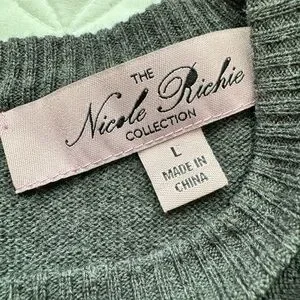 THE
Nicole Richie
COLLECTION
L
MADE IN
CHINA